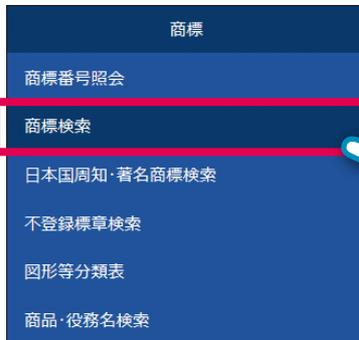 商標
商標番号照会
商標検索
日本国周知･著名商標検索
不登録標章検索
図形等分類表
商品･役務名検索